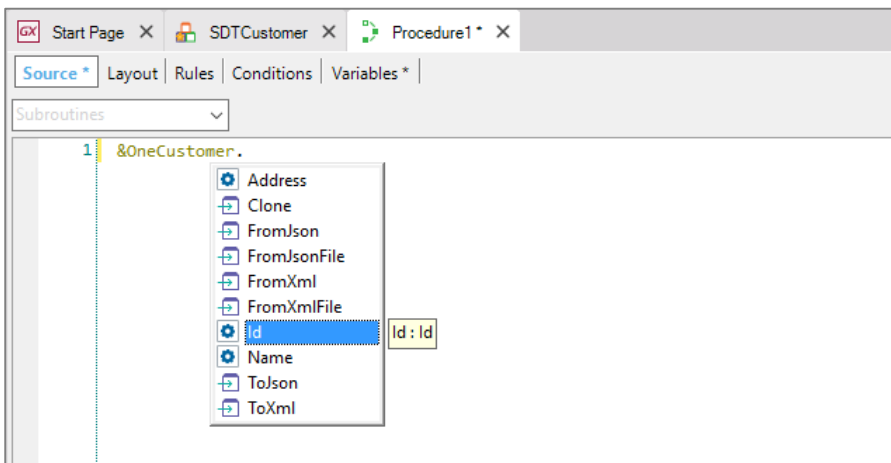 GX Start Page SDTCustomer Procedure1 *
Source * Layout Rules Conditions Variables *
Subroutines
1 &OneCustomer.
Address
Clone
FromJson
FromJsonFile
FromXml
FromXmlFile
Id Id : Id
Name
ToJson
ToXml